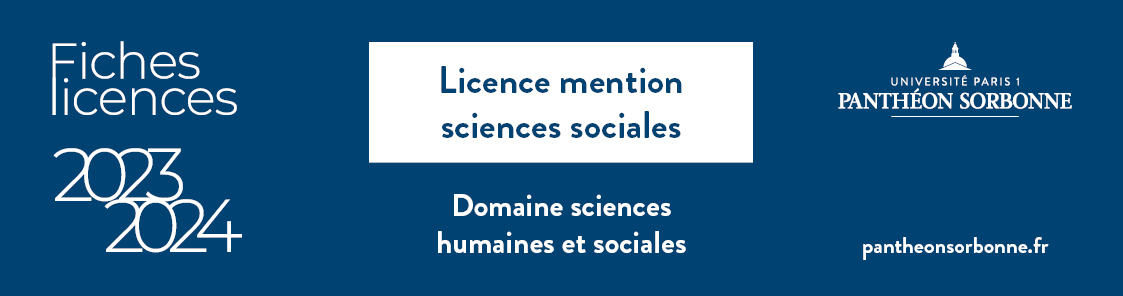 Fiches
licences
2023
2024
Licence mention
sciences sociales
Domaine sciences
humaines et sociales
UNIVERSITÉ PARIS 1
PANTHÉON SORBONNE
pantheonsorbonne.fr